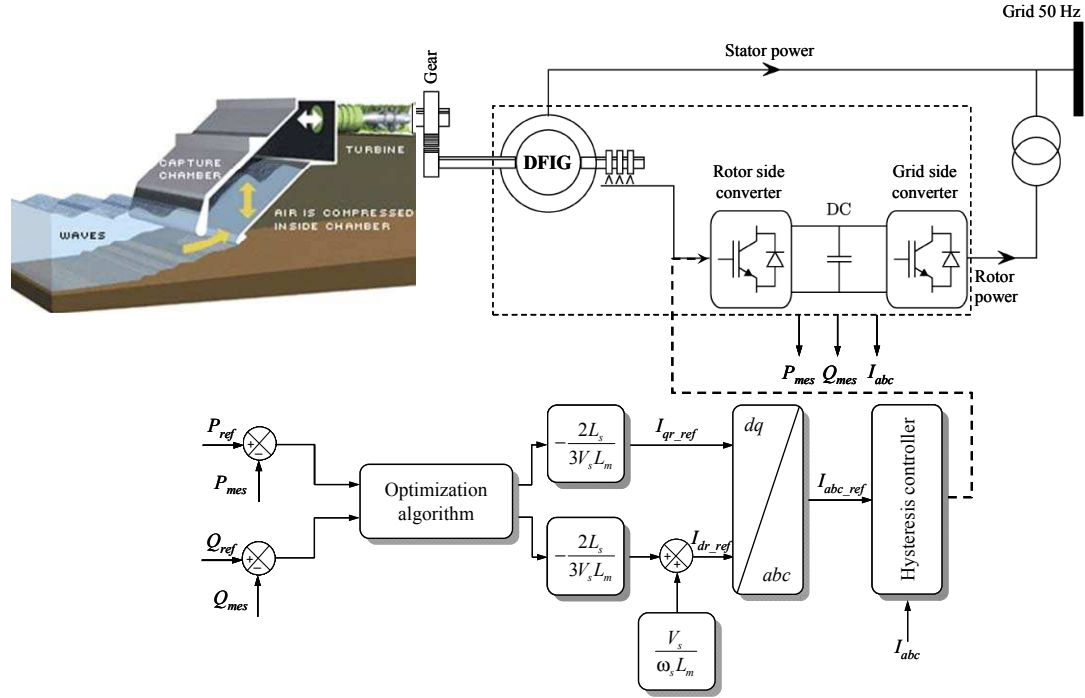 Grid 50 Hz
Stator power
Gear
DFIG
TURBINE
CAPTURE
CHAMBER
AIR IS COMPRESSED
INSIDE CHAMBER
WAVES
Rotor side
converter
DC
Grid side
converter
Rotor
power
P_mes Q_mes I_abc
P_ref
+
−
P_mes
Q_ref
+
−
Q_mes
Optimization
algorithm
−2L_s/3V_sL_m
I_qr_ref
−2L_s/3V_sL_m
+
+
I_dr_ref
V_s/ω_sL_m
dq
abc
I_abc_ref
Hysteresis controller
I_abc